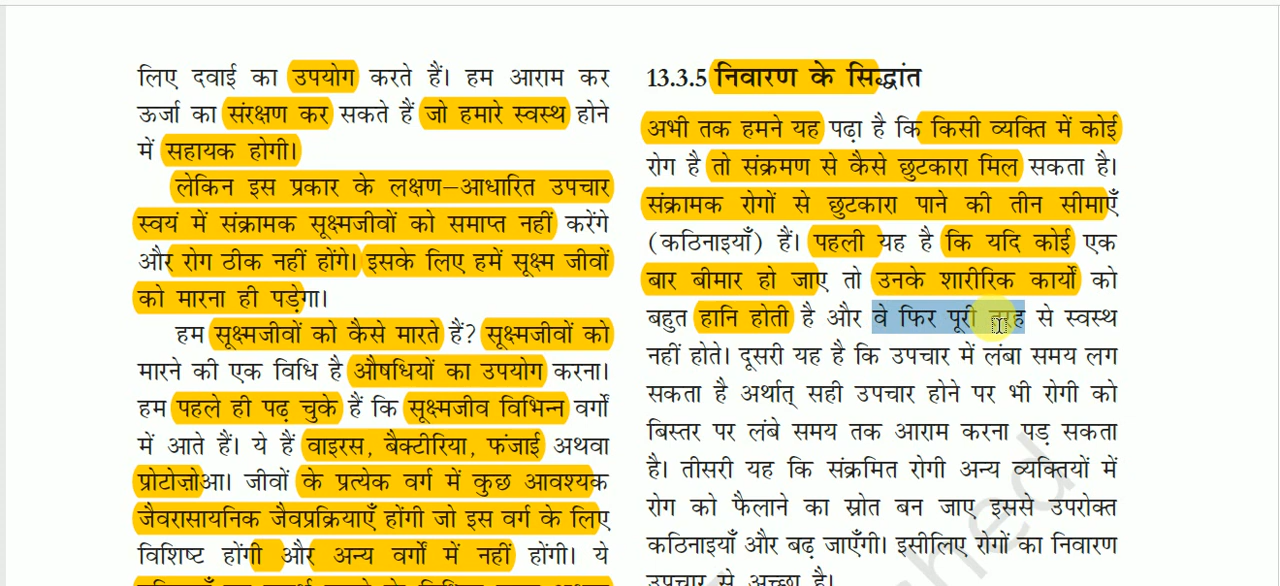 लिए दवाई का उपयोग करते हैं। हम आराम कर
ऊर्जा का संरक्षण कर सकते हैं जो हमारे स्वस्थ होने
में सहायक होगी।
लेकिन इस प्रकार के लक्षण–आधारित उपचार
स्वयं में संक्रामक सूक्ष्मजीवों को समाप्त नहीं करेंगे
और रोग ठीक नहीं होंगे। इसके लिए हमें सूक्ष्म जीवों
को मारना ही पड़ेगा।
हम सूक्ष्मजीवों को कैसे मारते हैं? सूक्ष्मजीवों को
मारने की एक विधि है औषधियों का उपयोग करना।
हम पहले ही पढ़ चुके हैं कि सूक्ष्मजीव विभिन्न वर्गों
में आते हैं। ये हैं वाइरस, बैक्टीरिया, फंजाई अथवा
प्रोटोज़ोआ। जीवों के प्रत्येक वर्ग में कुछ आवश्यक
जैवरासायनिक जैवप्रक्रियाएँ होंगी जो इस वर्ग के लिए
विशिष्ट होंगी और अन्य वर्गों में नहीं होंगी। ये
13.3.5 निवारण के सिद्धांत
अभी तक हमने यह पढ़ा है कि किसी व्यक्ति में कोई
रोग है तो संक्रमण से कैसे छुटकारा मिल सकता है।
संक्रामक रोगों से छुटकारा पाने की तीन सीमाएँ
(कठिनाइयाँ) हैं। पहली यह है कि यदि कोई एक
बार बीमार हो जाए तो उनके शारीरिक कार्यों को
बहुत हानि होती है और वे फिर पूरी तरह से स्वस्थ
नहीं होते। दूसरी यह है कि उपचार में लंबा समय लग
सकता है अर्थात् सही उपचार होने पर भी रोगी को
बिस्तर पर लंबे समय तक आराम करना पड़ सकता
है। तीसरी यह कि संक्रमित रोगी अन्य व्यक्तियों में
रोग को फैलाने का स्रोत बन जाए इससे उपरोक्त
कठिनाइयाँ और बढ़ जाएँगी। इसीलिए रोगों का निवारण
उपचार से अच्छा है।